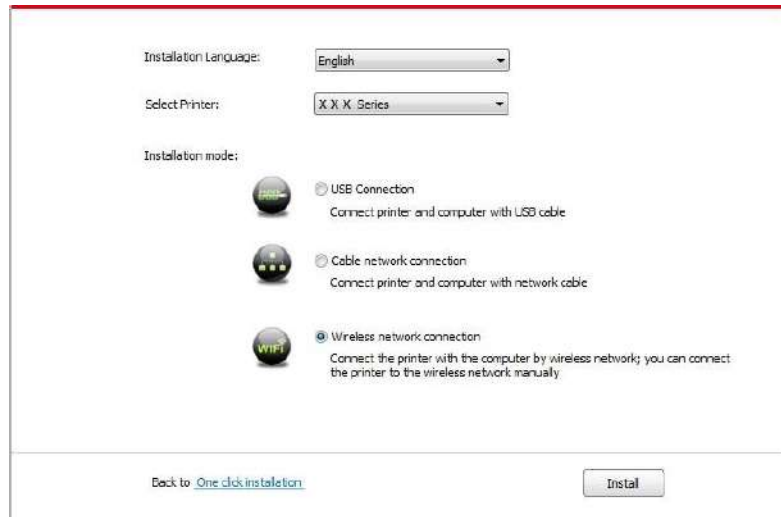 Installation Language:
English
Select Printer:
X X X Series
Installation mode:
USB Connection
Connect printer and computer with USB cable
Cable network connection
Connect printer and computer with network cable
WiFi
Wireless network connection
Connect the printer with the computer by wireless network; you can connect
the printer to the wireless network manually
Back to One click installation
Install